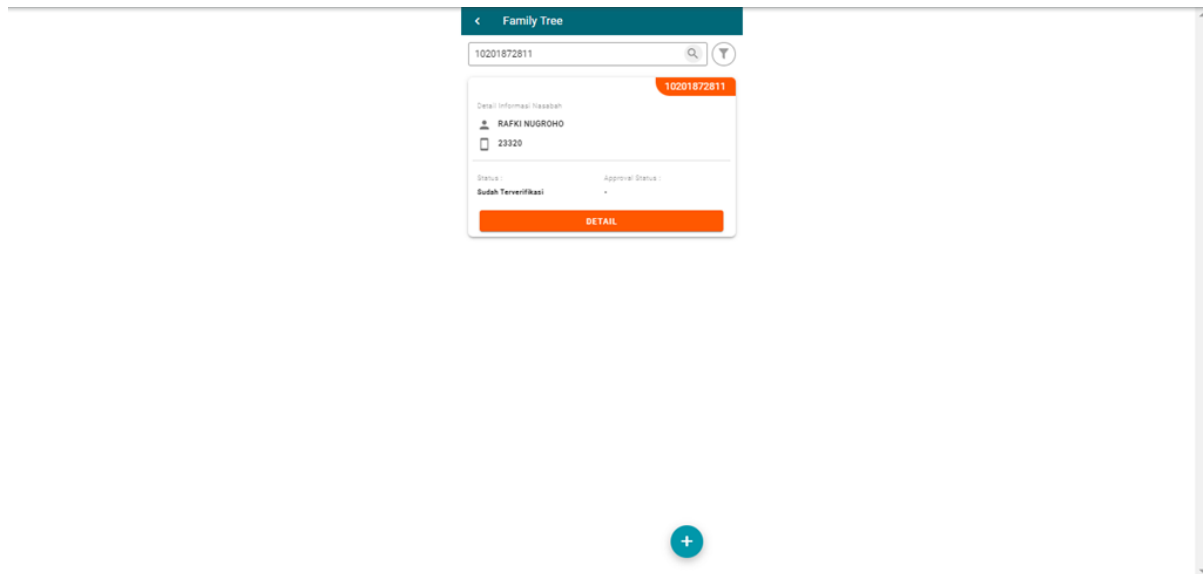 Family Tree
10201872811
10201872811
Detail Informasi Nasabah
RAFKI NUGROHO
23320
Status :
Approval Status :
Sudah Terverifikasi
-
DETAIL
+